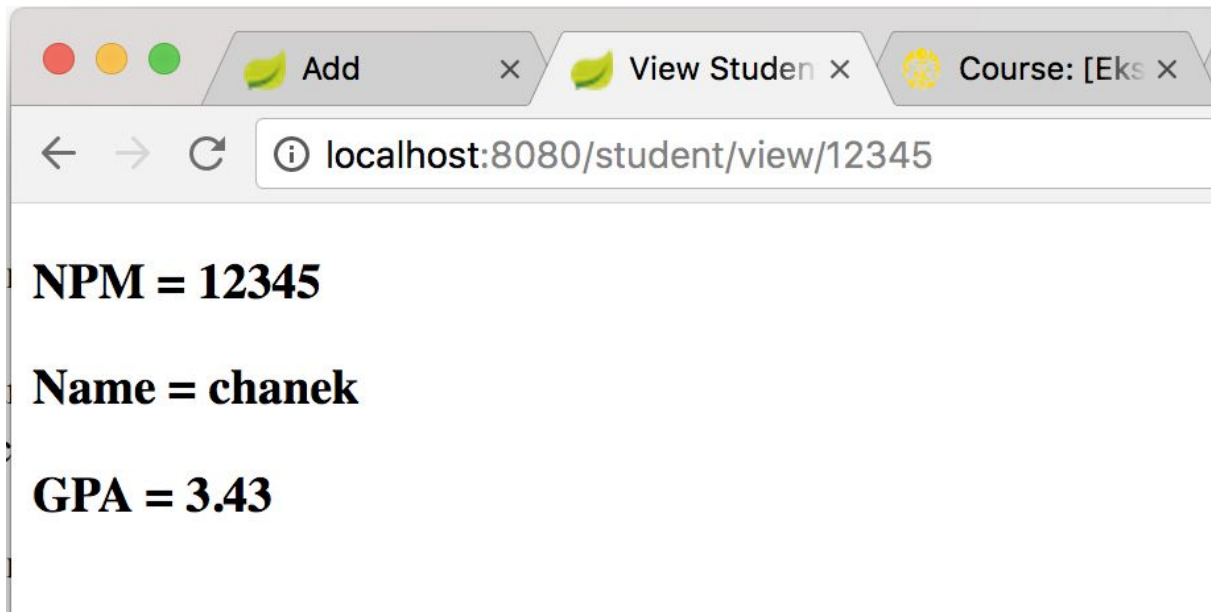 Add
View Studen
Course: [Eks
localhost:8080/student/view/12345
NPM = 12345
Name = chanek
GPA = 3.43